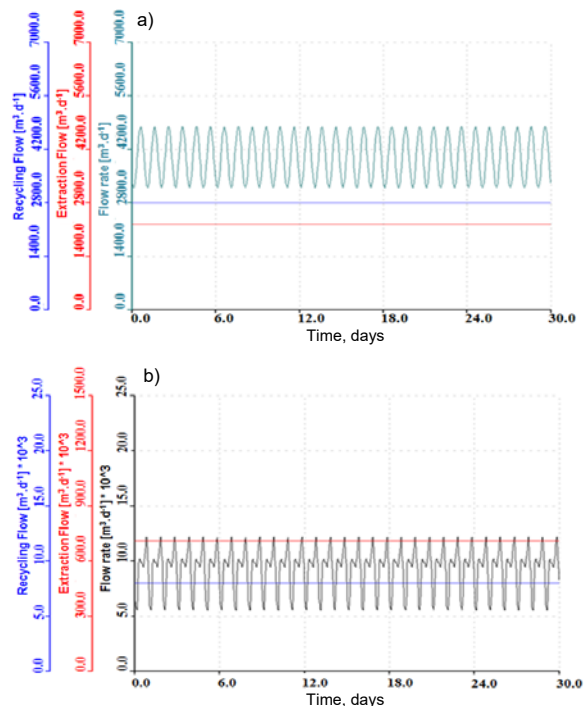 a)
Recycling Flow [m³.d-¹]
0.0 1400.0 2800.0 4200.0 5600.0 7000.0
Extraction Flow [m³.d-¹]
0.0 1400.0 2800.0 4200.0 5600.0 7000.0
Flow rate [m³.d-¹]
0.0 1400.0 2800.0 4200.0 5600.0 7000.0
0.0 6.0 12.0 18.0 24.0 30.0
Time, days
b)
Recycling Flow [m³.d-¹] * 10^3
0.0 5.0 10.0 15.0 20.0 25.0
Extraction Flow [m³.d-¹] * 10^3
0.0 300.0 600.0 900.0 1200.0 1500.0
Flow rate [m³.d-¹] * 10^3
0.0 5.0 10.0 15.0 20.0 25.0
0.0 6.0 12.0 18.0 24.0 30.0
Time, days